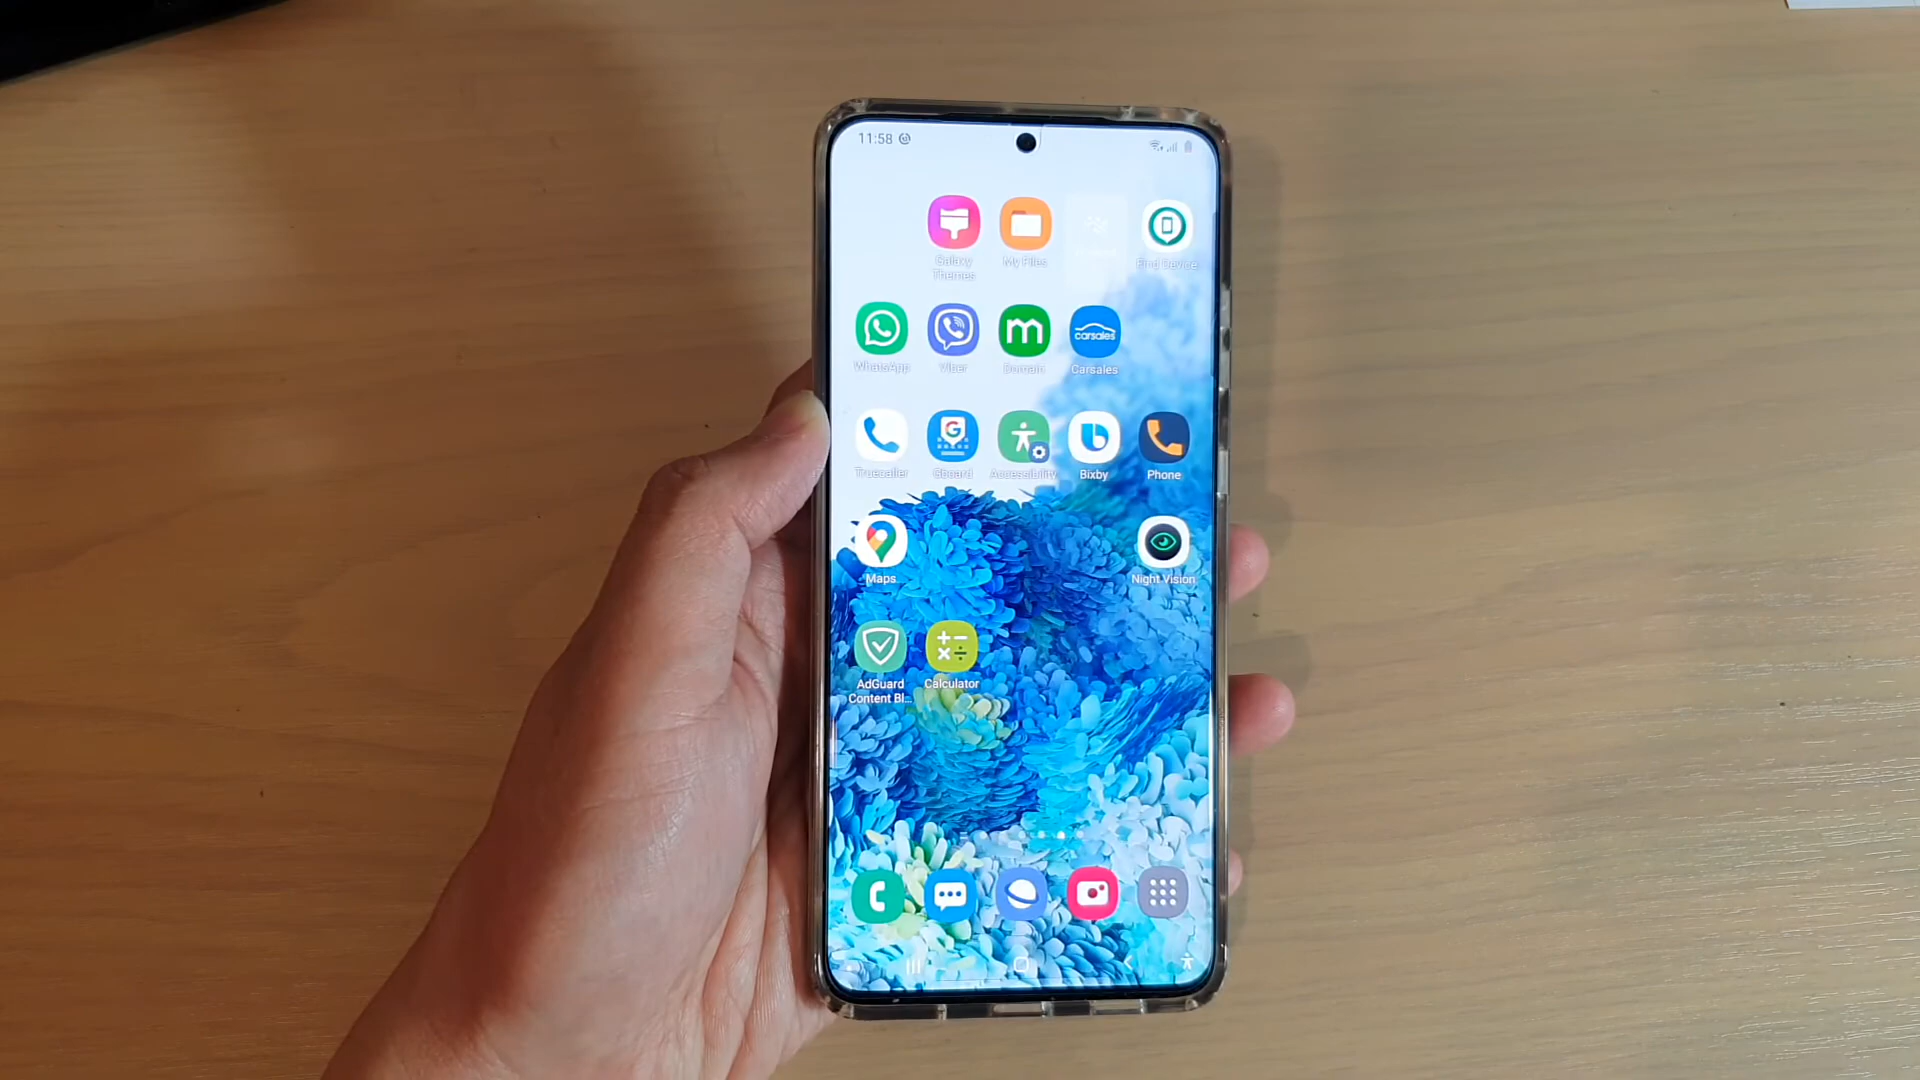 11:58
Galaxy
Themes
My Files
Find Device
WhatsApp
Viber
m
Domain
carsales
Carsales
Truecaller
G
Gboard
Accessibility
b
Bixby
Phone
Maps
Night Vision
AdGuard
Content Bl...
Calculator